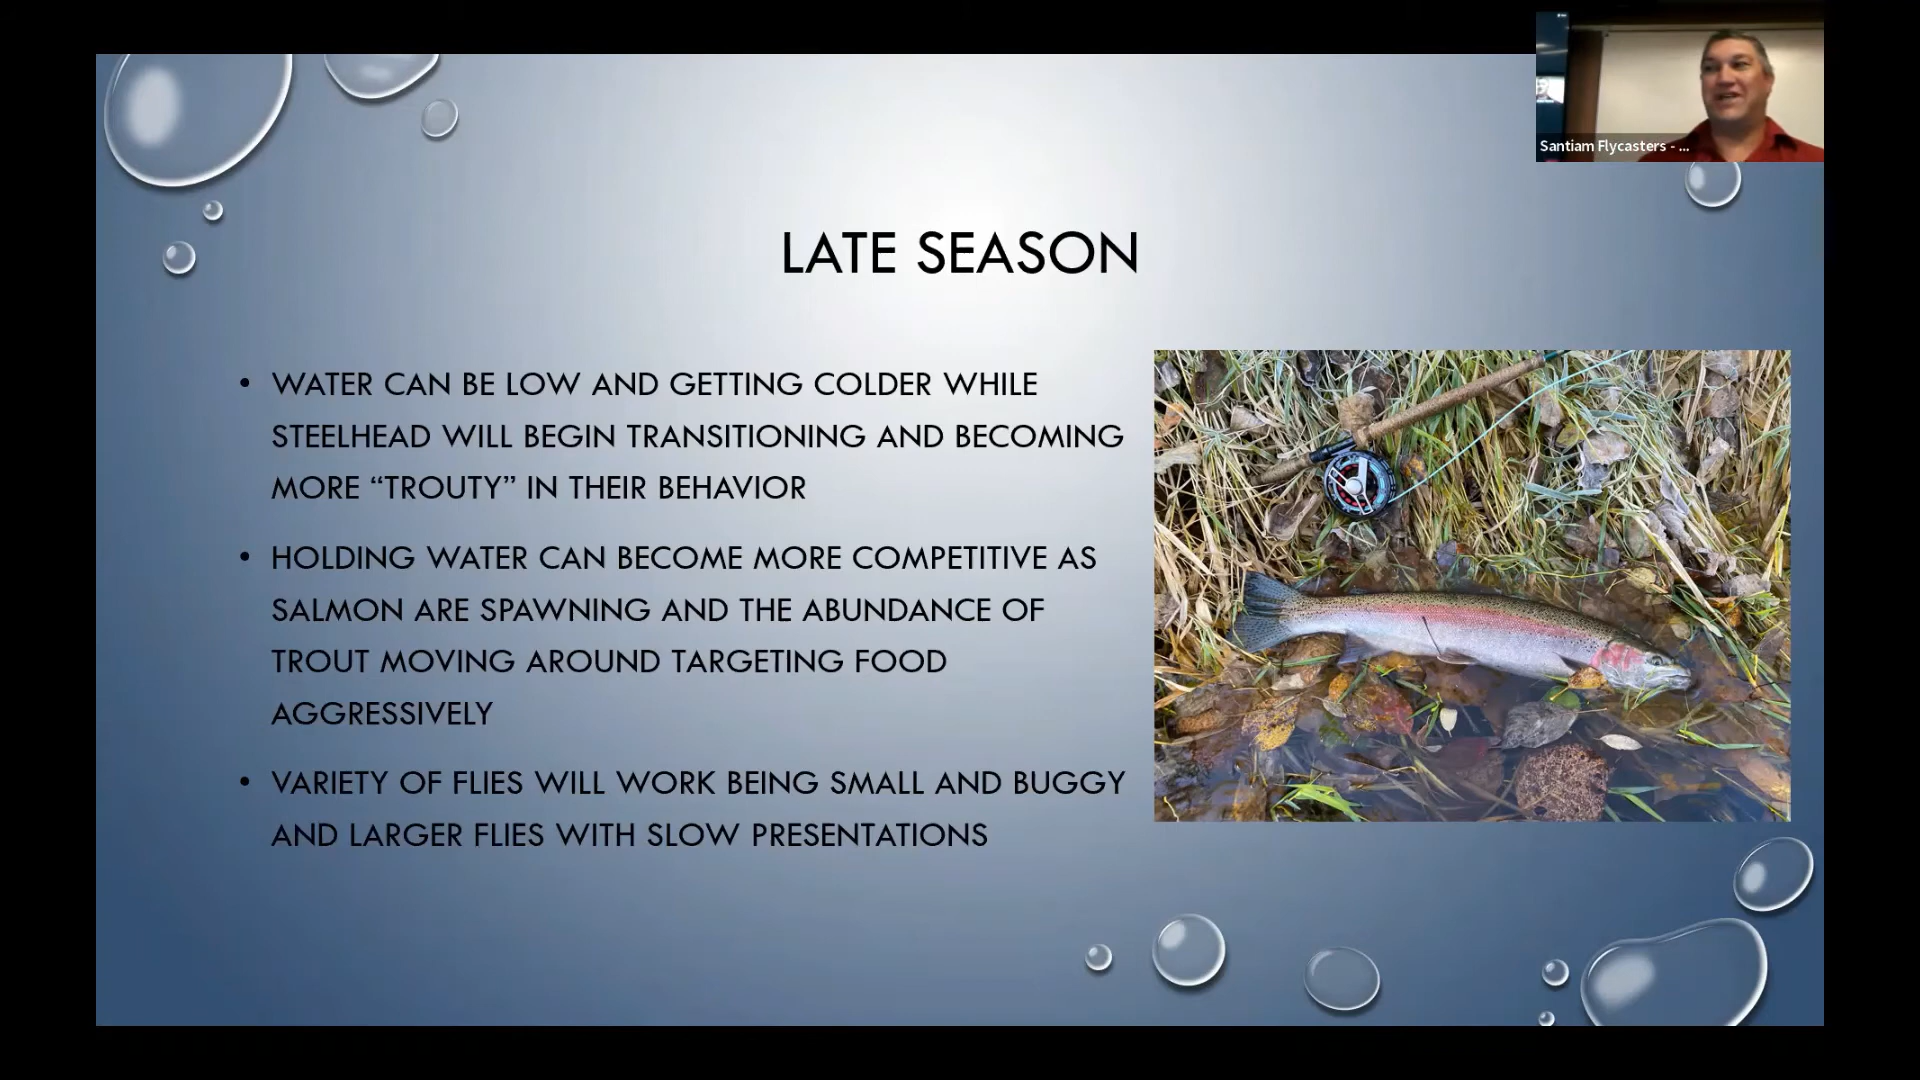 Santiam Flycasters - ...
LATE SEASON
• WATER CAN BE LOW AND GETTING COLDER WHILE
STEELHEAD WILL BEGIN TRANSITIONING AND BECOMING
MORE “TROUTY” IN THEIR BEHAVIOR
• HOLDING WATER CAN BECOME MORE COMPETITIVE AS
SALMON ARE SPAWNING AND THE ABUNDANCE OF
TROUT MOVING AROUND TARGETING FOOD
AGGRESSIVELY
• VARIETY OF FLIES WILL WORK BEING SMALL AND BUGGY
AND LARGER FLIES WITH SLOW PRESENTATIONS